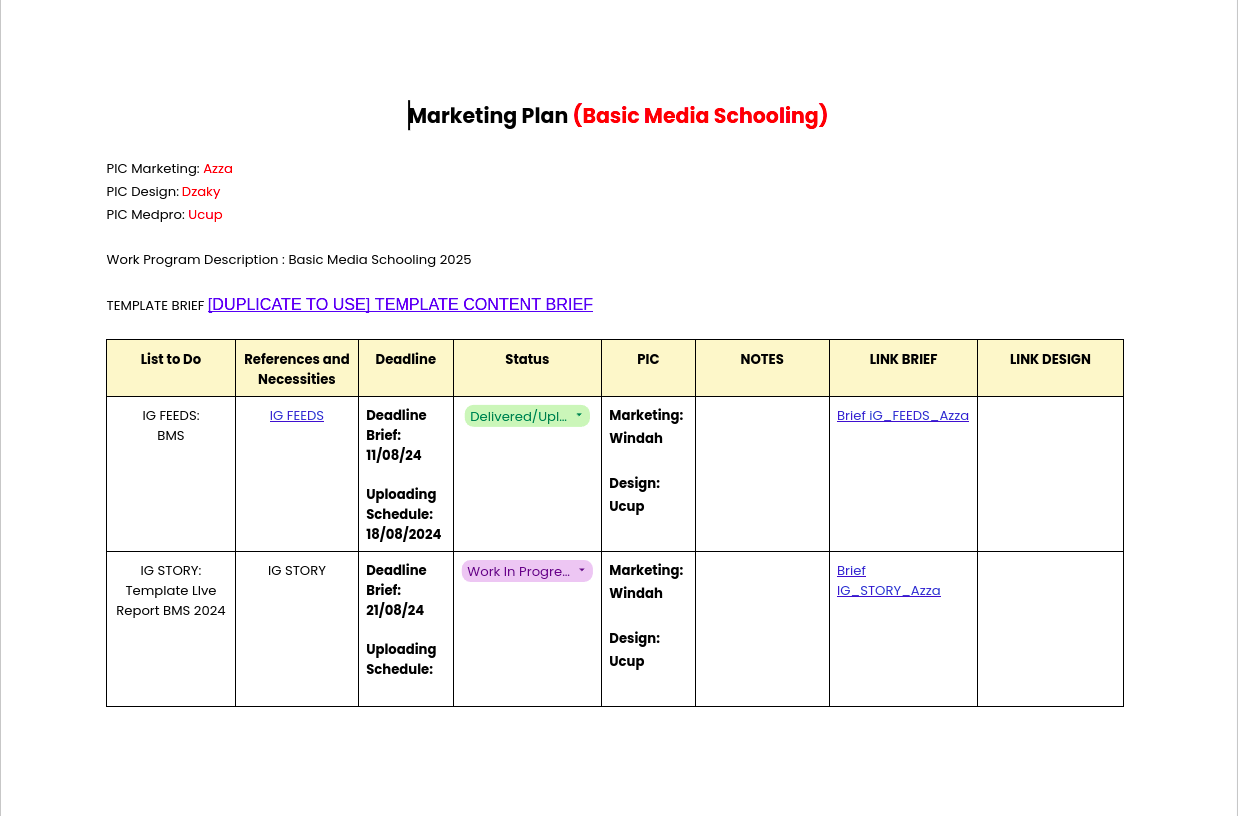 Marketing Plan (Basic Media Schooling)
PIC Marketing: Azza
PIC Design: Dzaky
PIC Medpro: Ucup
Work Program Description : Basic Media Schooling 2025
TEMPLATE BRIEF [DUPLICATE TO USE] TEMPLATE CONTENT BRIEF
List to Do
References and
Necessities
Deadline
Status
PIC
NOTES
LINK BRIEF
LINK DESIGN
IG FEEDS:
BMS
IG FEEDS
Deadline
Brief:
11/08/24
Uploading
Schedule:
18/08/2024
Delivered/Upl...
Marketing:
Windah
Design:
Ucup
Brief iG_FEEDS_Azza
IG STORY:
Template LIve
Report BMS 2024
IG STORY
Deadline
Brief:
21/08/24
Uploading
Schedule:
Work In Progre...
Marketing:
Windah
Design:
Ucup
Brief
IG_STORY_Azza